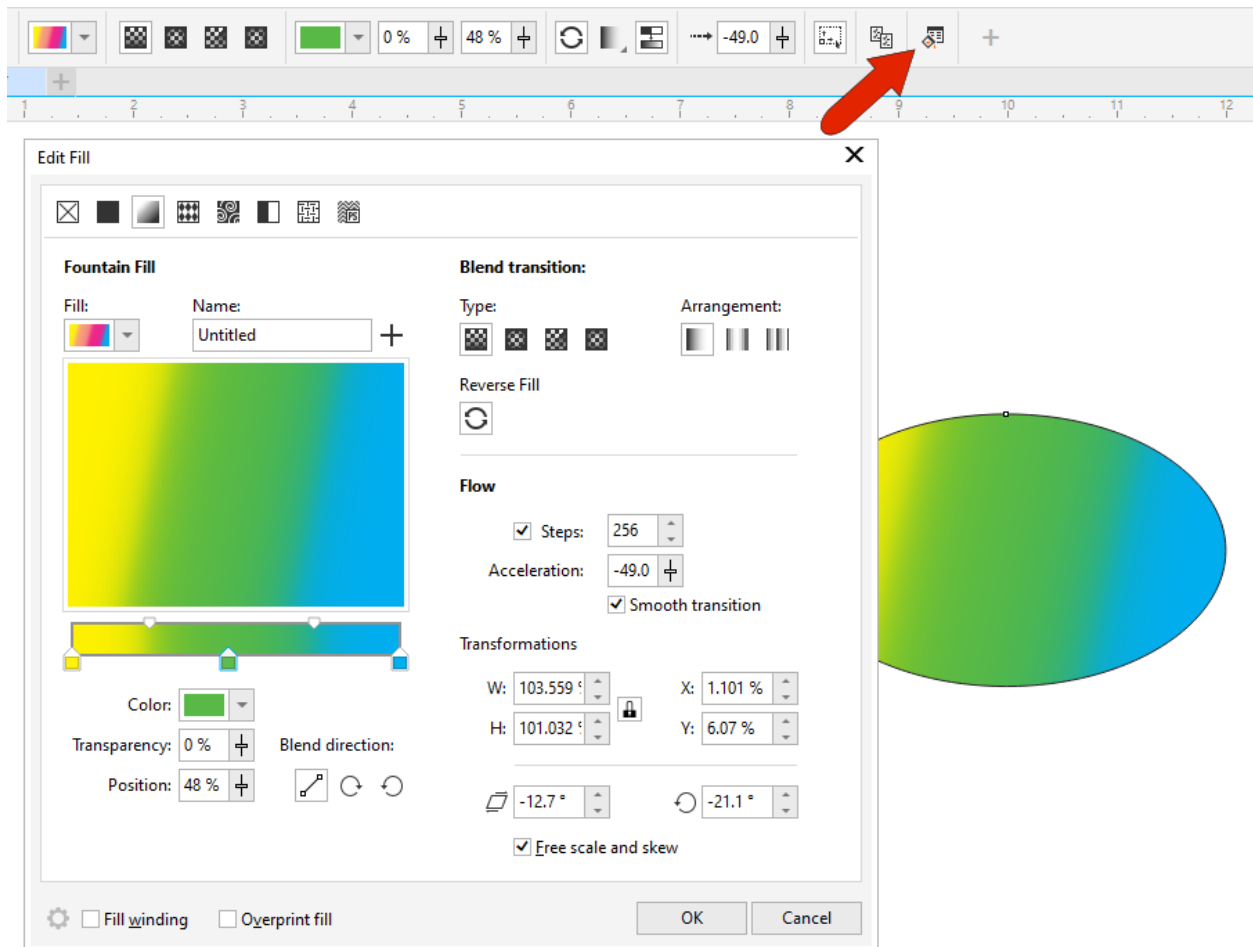 0 % 48 % -49.0
1 2 3 4 5 6 7 8 9 10 11 12
Edit Fill
Fountain Fill
Fill: Name:
Untitled
Blend transition:
Type: Arrangement:
Reverse Fill
Flow
Steps: 256
Acceleration: -49.0
Smooth transition
Transformations
W: 103.559 X: 1.101 %
H: 101.032 Y: 6.07 %
-12.7 ° -21.1 °
Free scale and skew
Color:
Transparency: 0 % Blend direction:
Position: 48 %
Fill winding Overprint fill OK Cancel